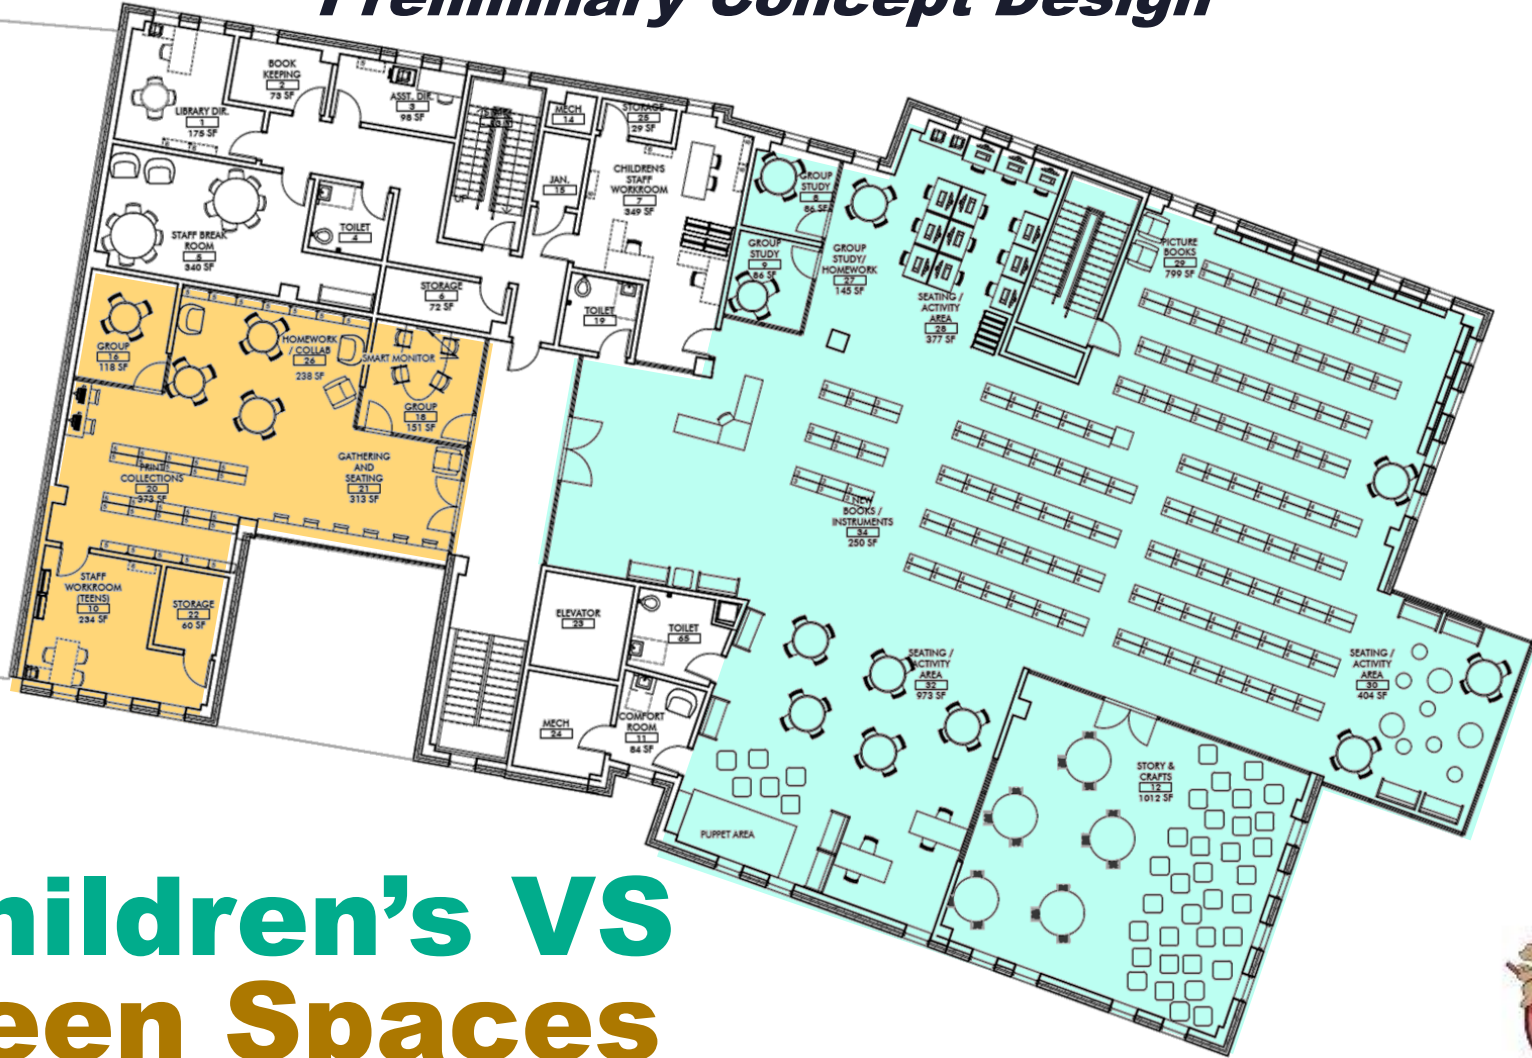 Preliminary Concept Design
BOOK
KEEPING
2
73 SF
LIBRARY DIR.
1
175 SF
ASST. DIR.
3
98 SF
MECH
14
STORAGE
25
29 SF
JAN.
15
CHILDRENS
STAFF
WORKROOM
7
349 SF
STAFF BREAK
ROOM
5
340 SF
TOILET
4
STORAGE
6
72 SF
TOILET
19
GROUP
STUDY
8
86 SF
GROUP
STUDY
9
86 SF
GROUP
STUDY/
HOMEWORK
27
145 SF
SEATING /
ACTIVITY
AREA
28
377 SF
PICTURE
BOOKS
29
799 SF
GROUP
16
118 SF
HOMEWORK
/ COLLAB
26
238 SF
SMART MONITOR
GROUP
18
151 SF
PRINT
COLLECTIONS
20
373 SF
GATHERING
AND
SEATING
21
313 SF
NEW
BOOKS /
INSTRUMENTS
34
250 SF
STAFF
WORKROOM
(TEENS)
10
234 SF
STORAGE
22
60 SF
ELEVATOR
23
TOILET
65
MECH
24
COMFORT
ROOM
11
84 SF
SEATING /
ACTIVITY
AREA
32
973 SF
SEATING /
ACTIVITY
AREA
30
404 SF
STORY &
CRAFTS
12
1012 SF
PUPPET AREA
hildren's VS
een Spaces